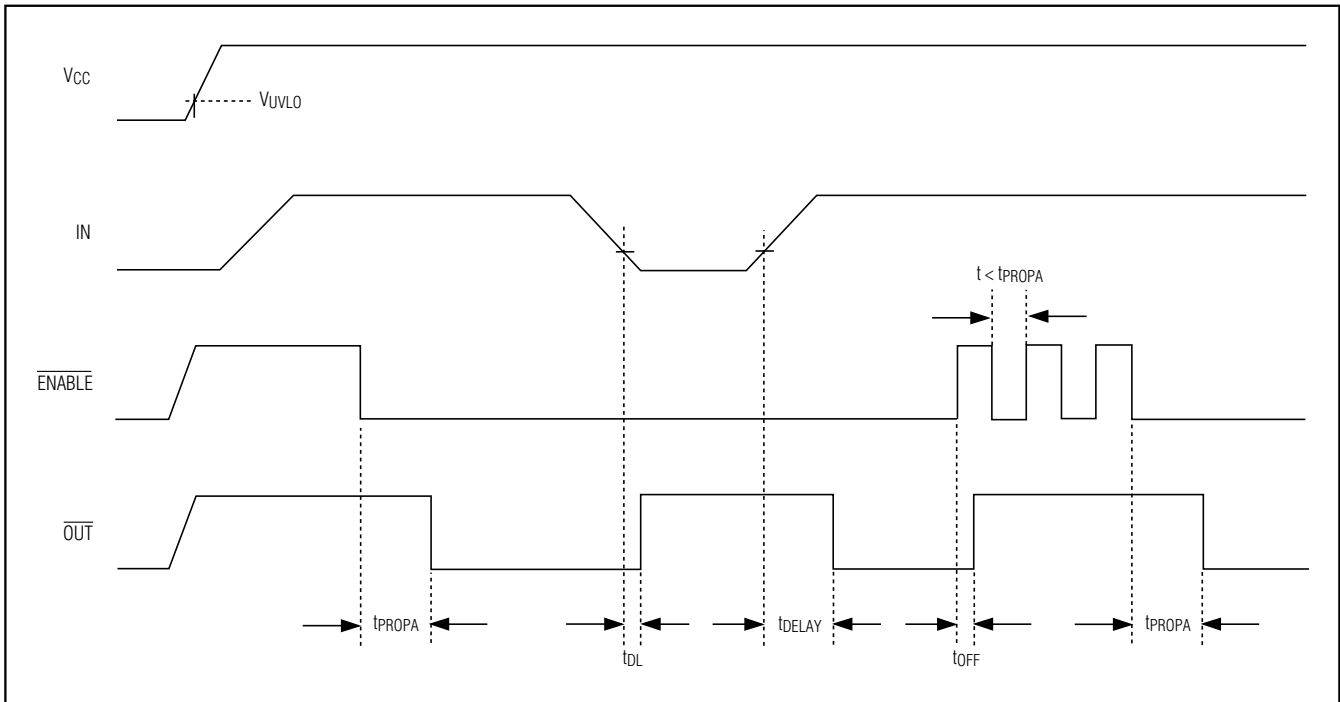 VCC
VUVLO
IN
t < tPROPA
ENABLE
OUT
tPROPA
tDELAY
tPROPA
tDL
tOFF